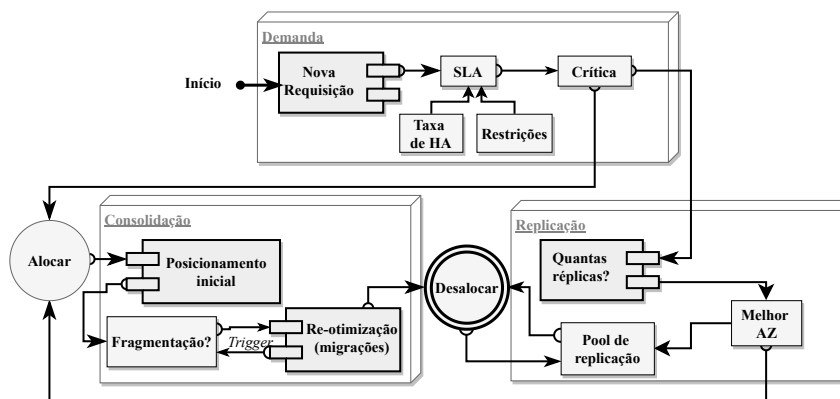 Demanda
Início
Nova
Requisição
SLA
Crítica
Taxa
de HA
Restrições
Consolidação
Replicação
Alocar
Posicionamento
inicial
Desalocar
Quantas
réplicas?
Fragmentação?
Trigger
Re-otimização
(migrações)
Pool de
replicação
Melhor
AZ